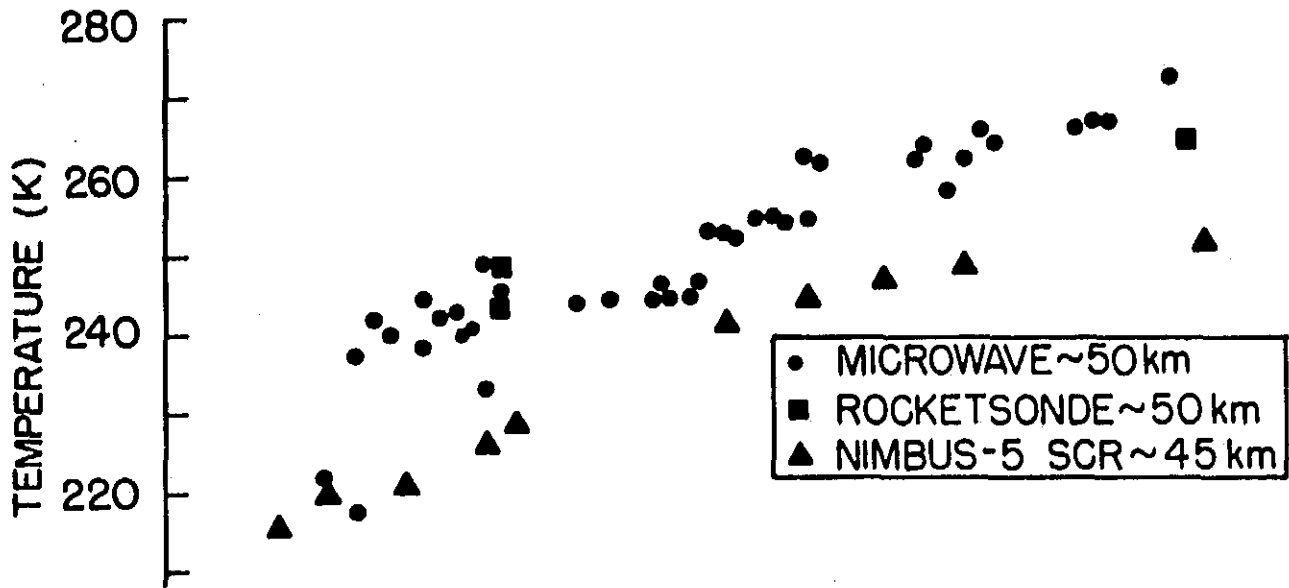 280
260
240
220
TEMPERATURE (K)
MICROWAVE~50km
ROCKETSONDE~50km
NIMBUS-5 SCR~45km